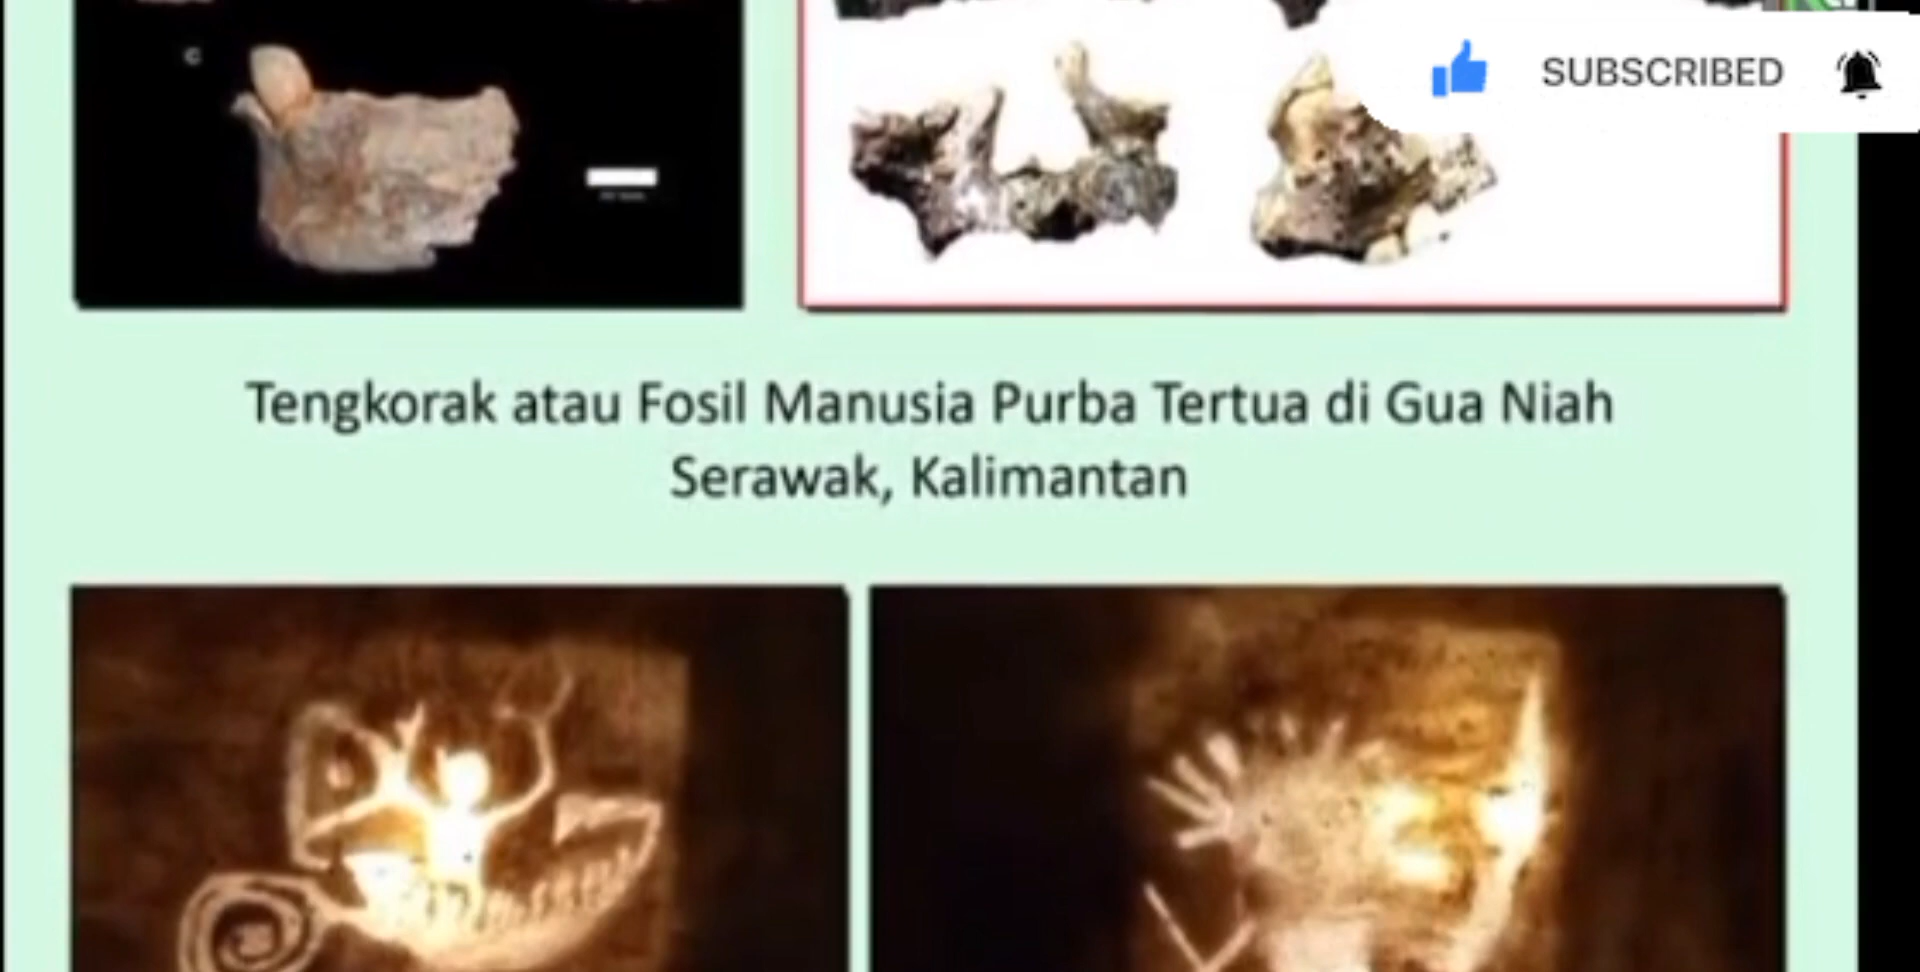 C
SUBSCRIBED
Tengkorak atau Fosil Manusia Purba Tertua di Gua Niah
Serawak, Kalimantan